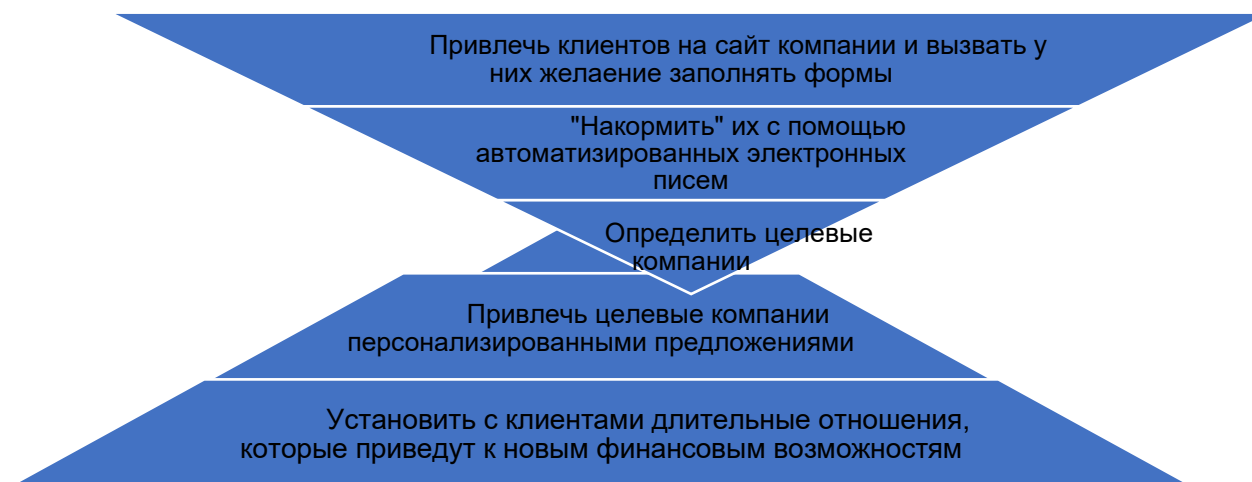 Привлечь клиентов на сайт компании и вызвать у
них желаение заполнять формы
"Накормить" их с помощью
автоматизированных электронных
писем
Определить целевые
компании
Привлечь целевые компании
персонализированными предложениями
Установить с клиентами длительные отношения,
которые приведут к новым финансовым возможностям